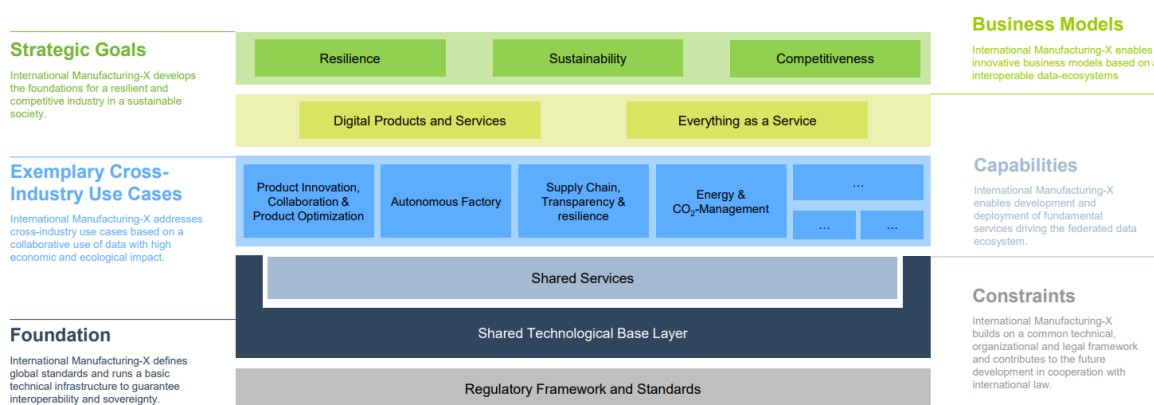 Strategic Goals
International Manufacturing-X develops
the foundations for a resilient and
competitive industry in a sustainable
society.
Resilience
Sustainability
Competitiveness
Business Models
International Manufacturing-X enables
innovative business models based on
interoperable data-ecosystems
Digital Products and Services
Everything as a Service
Exemplary Cross-
Industry Use Cases
International Manufacturing-X addresses
cross-industry use cases based on a
collaborative use of data with high
economic and ecological impact.
Product Innovation,
Collaboration &
Product Optimization
Autonomous Factory
Supply Chain,
Transparency &
resilience
Energy &
CO₂-Management
...
...
...
Capabilities
International Manufacturing-X
enables development and
deployment of fundamental
services driving the federated data
ecosystem.
Shared Services
Shared Technological Base Layer
Foundation
International Manufacturing-X defines
global standards and runs a basic
technical infrastructure to guarantee
interoperability and sovereignty.
Constraints
International Manufacturing-X
builds on a common technical,
organizational and legal framework
and contributes to the future
development in cooperation with
international law.
Regulatory Framework and Standards